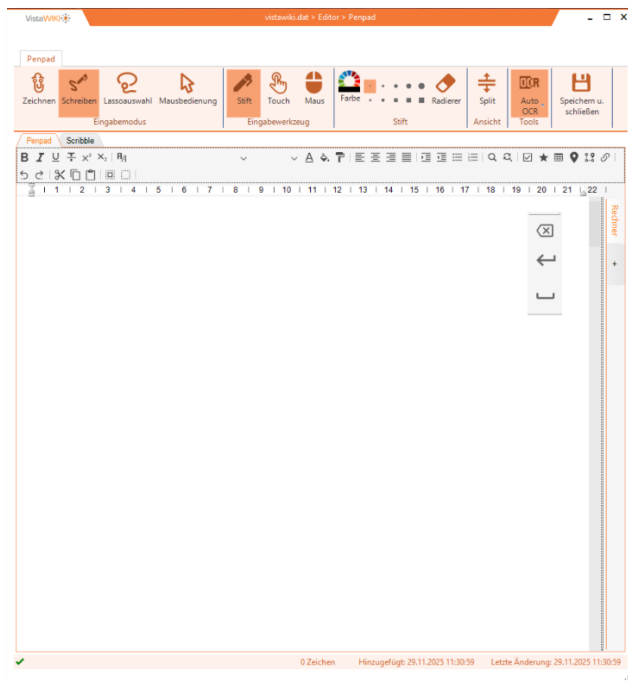 VistaWIKI
vistawiki.dat > Editor > Penpad
Penpad
Zeichnen Schreiben Lassoauswahl Mausbedienung Stift Touch Maus Farbe Radierer Split Auto OCR Speichern u. schließen
Eingabemodus Eingabewerkzeug Stift Ansicht Tools
Penpad Scribble
B I U T x² X₂
1 2 3 4 5 6 7 8 9 10 11 12 13 14 15 16 17 18 19 20 21 22
Rechner
+
0 Zeichen Hinzugefügt: 29.11.2025 11:30:59 Letzte Änderung: 29.11.2025 11:30:59